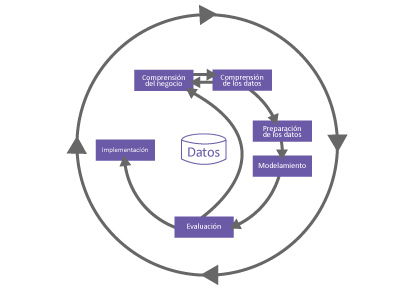 Comprensión
del negocio
Comprensión
de los datos
Preparación
de los datos
Implementación
Datos
Modelamiento
Evaluación